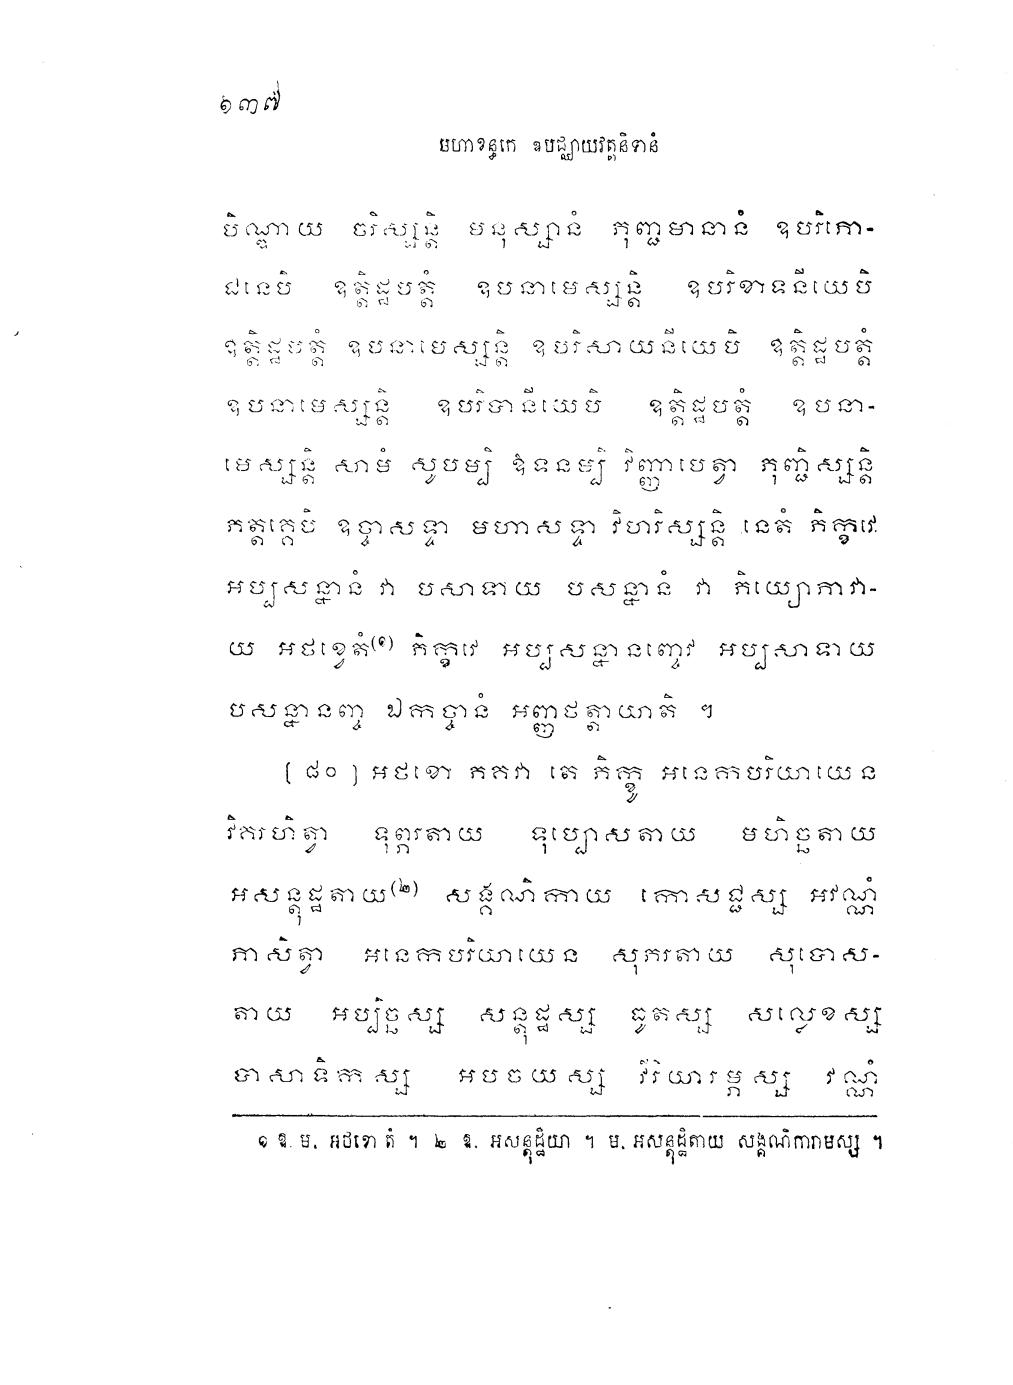 ១៣៧
មហាខន្ធកេ ឧបដ្ឈាយវត្តនិទានំ
បិណ្ឌាយ ចរិស្សន្តិ មនុស្សានំ ភុញ្ជមានានំ ឧបរិភោ-
ជនេបិ ឧត្តិដ្ឋបត្តំ ឧបនាមេស្សន្តិ ឧបរិខាទនីយេបិ
ឧត្តិដ្ឋបត្តំ ឧបនាមេស្សន្តិ ឧបរិសាយនីយេបិ ឧត្តិដ្ឋបត្តំ
ឧបនាមេស្សន្តិ ឧបរិបានីយេបិ ឧត្តិដ្ឋបត្តំ ឧបនា-
មេស្សន្តិ សាមំ សូបម្បិ ឱទនម្បិ វិញ្ញាបេត្វា ភុញ្ជិស្សន្តិ
ភត្តគ្គេបិ ឧច្ចាសទ្ទា មហាសទ្ទា វិហរិស្សន្តិ នេតំ ភិក្ខវេ
អប្បសន្នានំ វា បសាទាយ បសន្នានំ វា ភិយ្យោភាវា-
យ អថខ្វេតំ(១) ភិក្ខវេ អប្បសន្នានញ្ចេវ អប្បសាទាយ
បសន្នានញ្ច ឯកច្ចានំ អញ្ញថត្តាយាតិ ។
[ ៨០ ] អថខោ ភគវា តេ ភិក្ខូ អនេកបរិយាយេន
វិគរហិត្វា ទុព្ភរតាយ ទុប្បោសតាយ មហិច្ឆតាយ
អសន្តុដ្ឋតាយ(២) សង្គណិកាយ កោសជ្ជស្ស អវណ្ណំ
ភាសិត្វា អនេកបរិយាយេន សុភរតាយ សុបោស-
តាយ អប្បិច្ឆស្ស សន្តុដ្ឋស្ស ធូតស្ស សល្លេខស្ស
បាសាទិកស្ស អបចយស្ស វីរិយារម្ភស្ស វណ្ណំ
១ ឱ. ម. អថខោ តំ ។ ២ ឱ. អសន្តុដ្ឋិយា ។ ម. អសន្តុដ្ឋិតាយ សង្គណិការាមស្ស ។